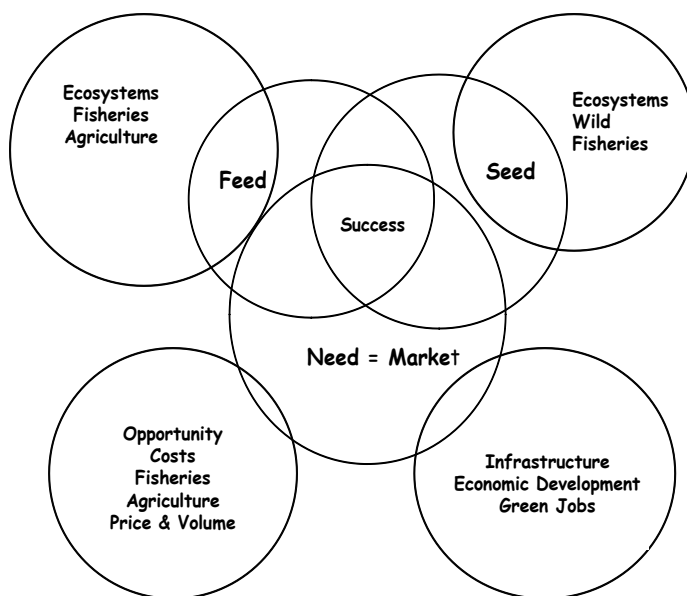 Ecosystems
Fisheries
Agriculture
Ecosystems
Wild
Fisheries
Feed
Seed
Success
Need = Market
Opportunity
Costs
Fisheries
Agriculture
Price & Volume
Infrastructure
Economic Development
Green Jobs